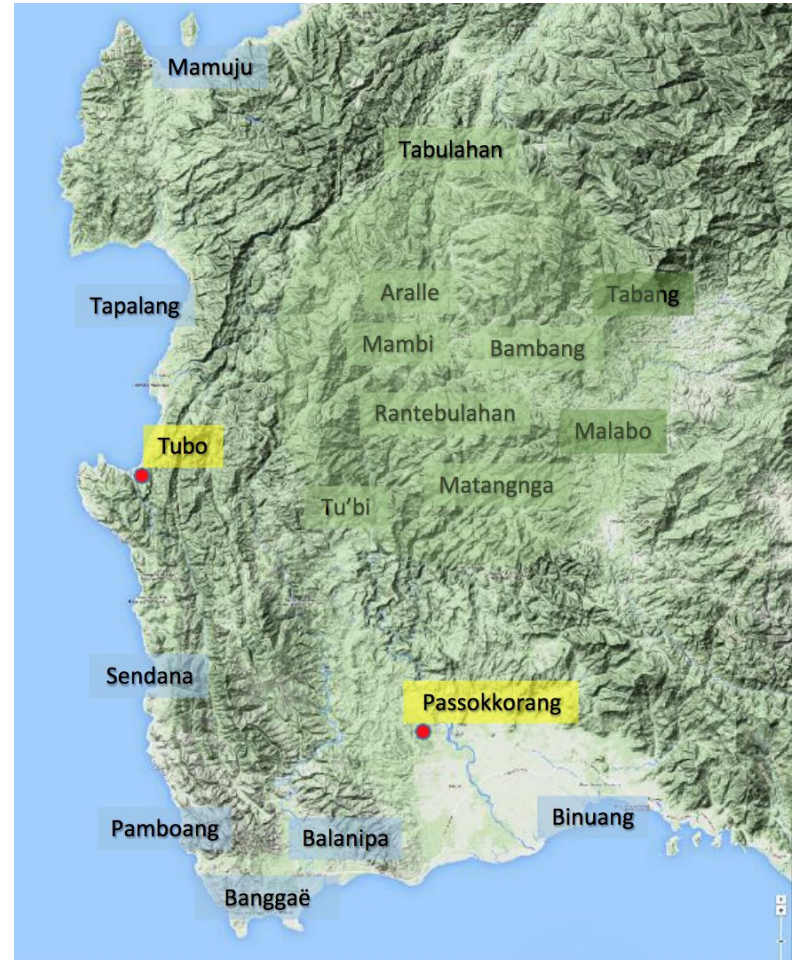 Mamuju
Tabulahan
Aralle
Tabang
Tapalang
Mambi
Bambang
Rantebulahan
Malabo
Tubo
Matangnga
Tu’bi
Sendana
Passokkorang
Binuang
Pamboang
Balanipa
Banggaë